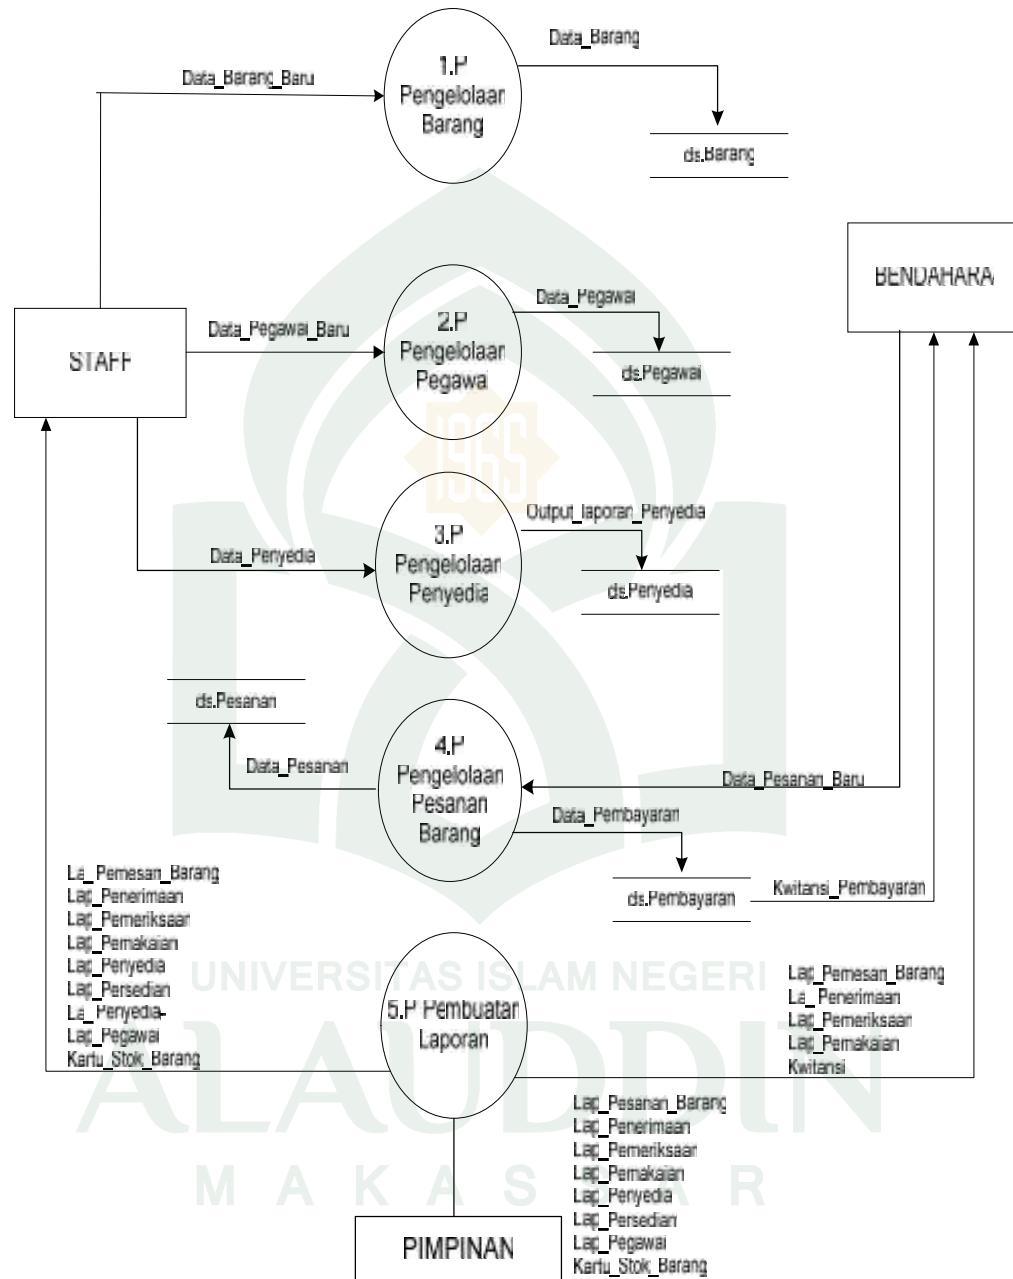 Data_Barang
1.P
Pengelolaan
Barang
Data_Barang_Baru
ds.Barang
BENDAHARA
Data_Pegawai
2.P
Pengelolaan
Pegawai
Data_Pegawai_Baru
STAFF
ds.Pegawai
1965
Output_laporan_Penyedia
3.P
Pengelolaan
Penyedia
Data_Penyedia
ds.Penyedia
ds.Pesanan
4.P
Pengelolaan
Pesanan
Barang
Data_Pesanan
Data_Pesanan_Baru
Data_Pembayaran
ds.Pembayaran
Kwitansi_Pembayaran
La_Pemesan_Barang
Lap_Penerimaan
Lap_Pemeriksaan
Lap_Pemakaian
Lap_Penyedia
Lap_Persedian
La_Penyedia-
Lap_Pegawai
Kartu_Stok_Barang
UNIVERSITAS ISLAM NEGERI
5.P Pembuatan
Laporan
Lap_Pemesan_Barang
La_Penerimaan
Lap_Pemeriksaan
Lap_Pemakaian
Kwitansi
ALAUDDIN
Lap_Pesanan_Barang
Lap_Penerimaan
Lap_Pemeriksaan
Lap_Pemakaian
Lap_Penyedia
Lap_Persedian
Lap_Pegawai
Kartu_Stok_Barang
MAKASSAR
PIMPINAN